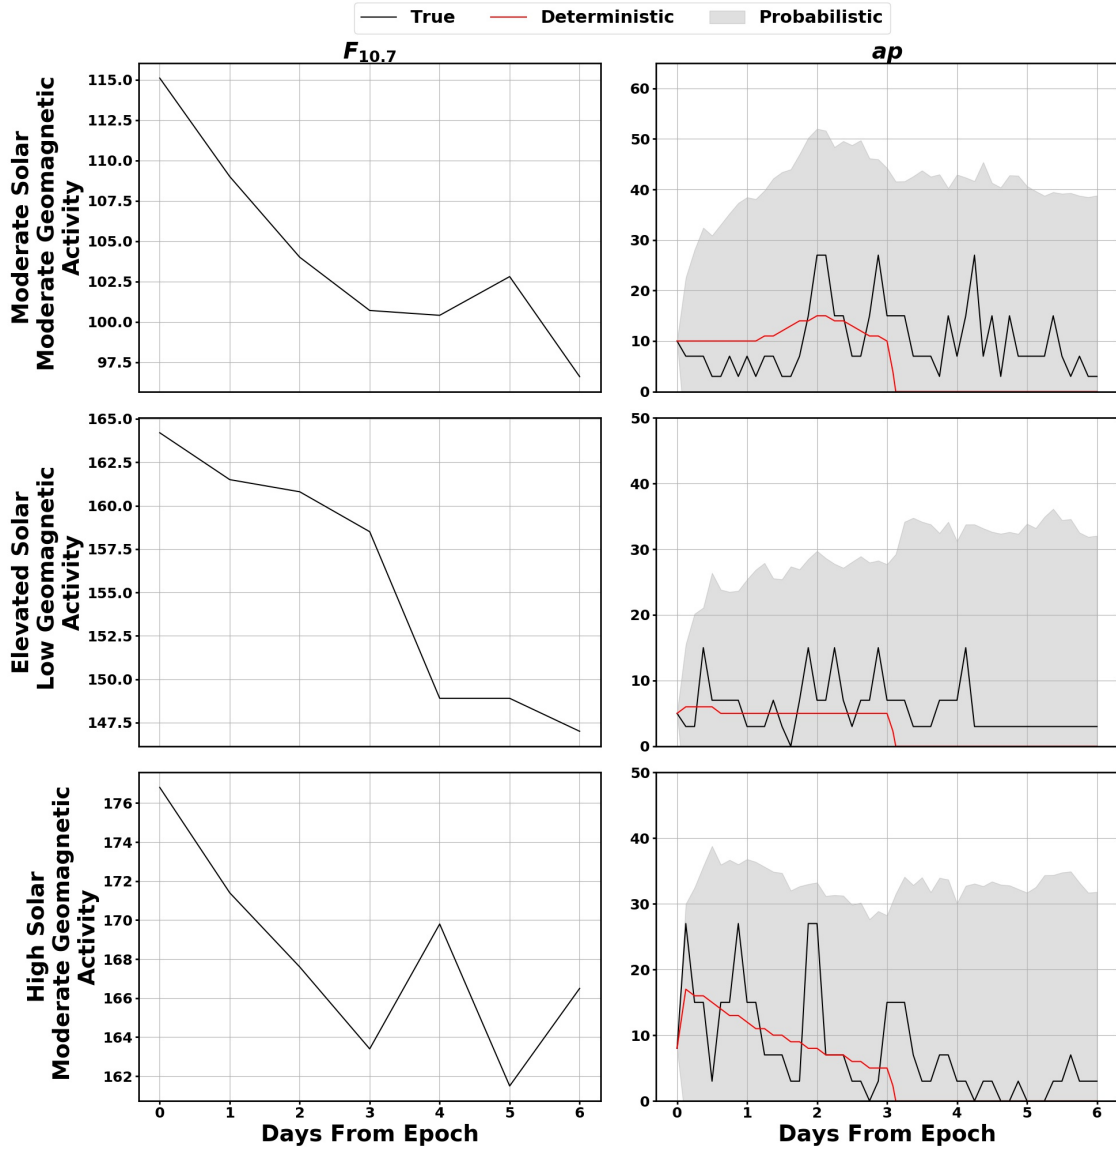 True Deterministic Probabilistic
F10.7
ap
Moderate Solar
Moderate Geomagnetic
Activity
115.0
112.5
110.0
107.5
105.0
102.5
100.0
97.5
60
50
40
30
20
10
0
Elevated Solar
Low Geomagnetic
Activity
165.0
162.5
160.0
157.5
155.0
152.5
150.0
147.5
50
40
30
20
10
0
High Solar
Moderate Geomagnetic
Activity
176
174
172
170
168
166
164
162
0 1 2 3 4 5 6
Days From Epoch
50
40
30
20
10
0
0 1 2 3 4 5 6
Days From Epoch